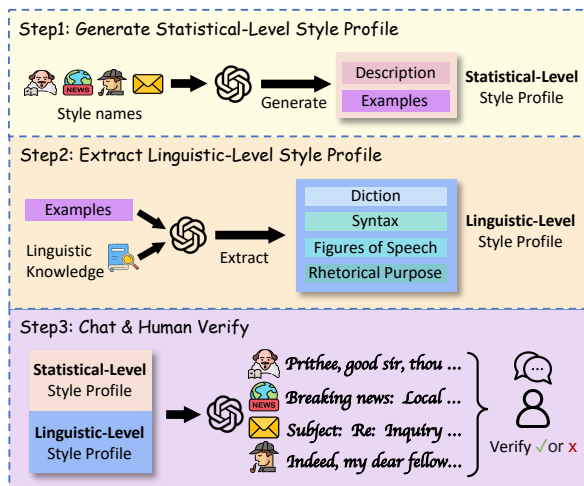 Step1: Generate Statistical-Level Style Profile
NEWS
Style names
Generate
Description
Examples
Statistical-Level
Style Profile
Step2: Extract Linguistic-Level Style Profile
Examples
Linguistic
Knowledge
Extract
Diction
Syntax
Figures of Speech
Rhetorical Purpose
Linguistic-Level
Style Profile
Step3: Chat & Human Verify
Statistical-Level
Style Profile
Linguistic-Level
Style Profile
Prithee, good sir, thou ...
NEWS
Breaking news: Local ...
Subject: Re: Inquiry ...
Indeed, my dear fellow...
Verify ✓or x